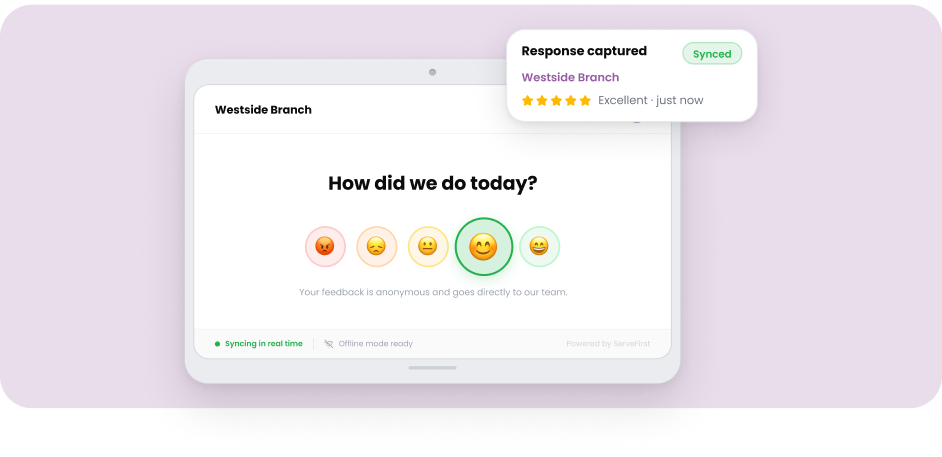 Response captured
Synced
Westside Branch
Excellent · just now
Westside Branch
How did we do today?
Your feedback is anonymous and goes directly to our team.
Syncing in real time
Offline mode ready
Powered by ServeFirst